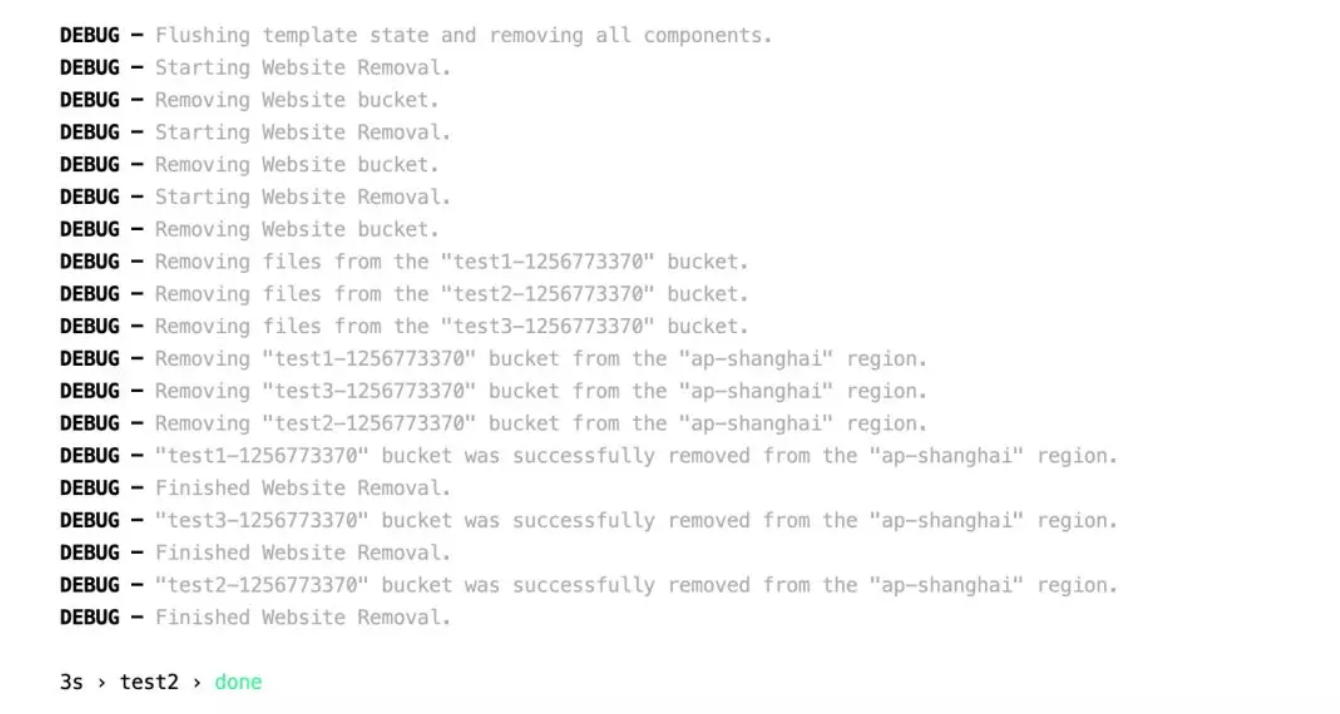 DEBUG – Flushing template state and removing all components.
DEBUG – Starting Website Removal.
DEBUG – Removing Website bucket.
DEBUG – Starting Website Removal.
DEBUG – Removing Website bucket.
DEBUG – Starting Website Removal.
DEBUG – Removing Website bucket.
DEBUG – Removing files from the "test1-1256773370" bucket.
DEBUG – Removing files from the "test2-1256773370" bucket.
DEBUG – Removing files from the "test3-1256773370" bucket.
DEBUG – Removing "test1-1256773370" bucket from the "ap-shanghai" region.
DEBUG – Removing "test3-1256773370" bucket from the "ap-shanghai" region.
DEBUG – Removing "test2-1256773370" bucket from the "ap-shanghai" region.
DEBUG – "test1-1256773370" bucket was successfully removed from the "ap-shanghai" region.
DEBUG – Finished Website Removal.
DEBUG – "test3-1256773370" bucket was successfully removed from the "ap-shanghai" region.
DEBUG – Finished Website Removal.
DEBUG – "test2-1256773370" bucket was successfully removed from the "ap-shanghai" region.
DEBUG – Finished Website Removal.
3s › test2 › done